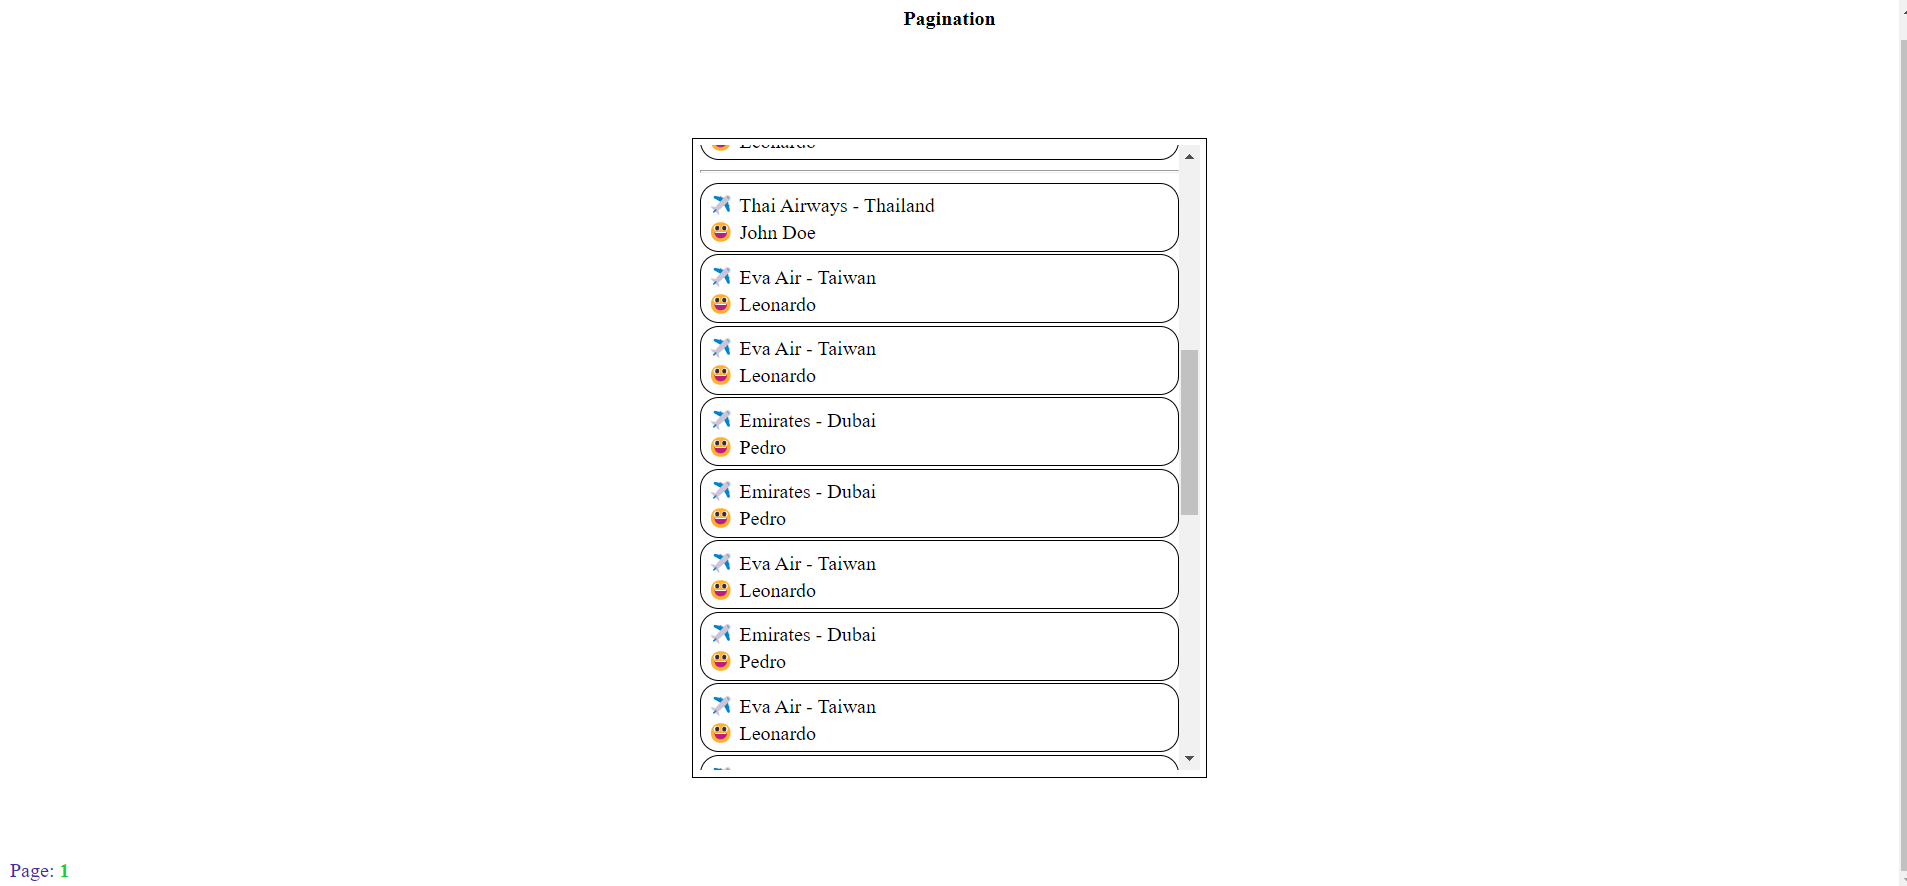 Pagination
Leonardo
Thai Airways - Thailand
John Doe
Eva Air - Taiwan
Leonardo
Eva Air - Taiwan
Leonardo
Emirates - Dubai
Pedro
Emirates - Dubai
Pedro
Eva Air - Taiwan
Leonardo
Emirates - Dubai
Pedro
Eva Air - Taiwan
Leonardo
Page: 1